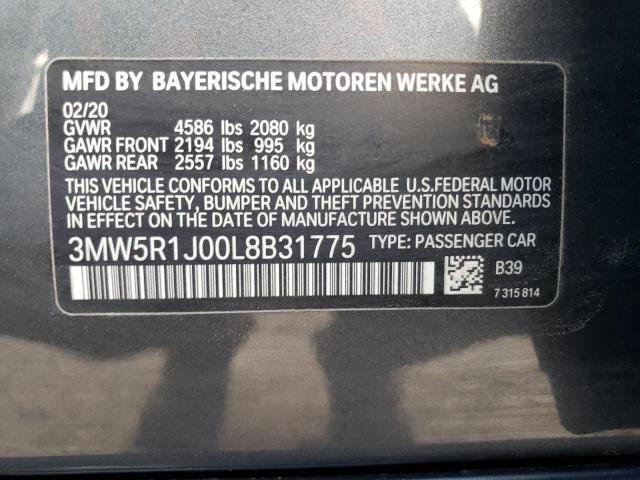 MFD BY BAYERISCHE MOTOREN WERKE AG
02/20
GVWR 4586 lbs 2080 kg
GAWR FRONT 2194 lbs 995 kg
GAWR REAR 2557 lbs 1160 kg
THIS VEHICLE CONFORMS TO ALL APPLICABLE U.S.FEDERAL MOTOR
VEHICLE SAFETY, BUMPER AND THEFT PREVENTION STANDARDS
IN EFFECT ON THE DATE OF MANUFACTURE SHOWN ABOVE.
3MW5R1J00L8B31775 TYPE: PASSENGER CAR
B39
7 315 814